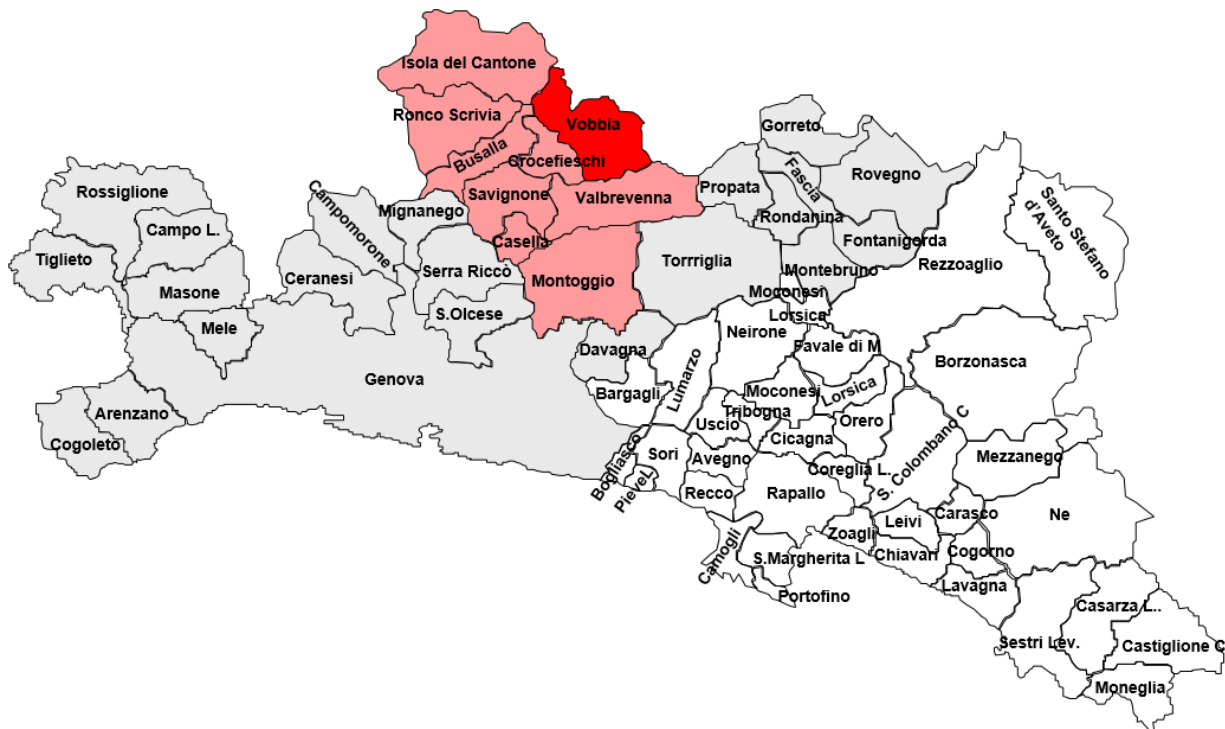 Isola del Cantone
Ronco Scrivia
Vobbia
Busalla
Crocefieschi
Gorreto
Fascia
Rovegno
Rossiglione
Campomorone
Mignanego
Savignone
Valbrevenna
Propata
Rondanina
Santo Stefano
d'Aveto
Campo L.
Tiglieto
Masone
Ceranesi
Serra Riccò
Casella
Montoggio
Torrriglia
Fontanigorda
Montebruno
Rezzoaglio
Mele
S.Olcese
Moconesi
Lorsica
Neirone
Davagna
Favale di M
Borzonasca
Genova
Bargagli
Lumarzo
Moconesi
Lorsica
Arenzano
Cogoleto
Uscio
Tribogna
Cicagna
Orero
S. Colombano C
Bogliasco
PieveL
Sori
Avegno
Coreglia L.
Mezzanego
Recco
Rapallo
Zoagli
Leivi
Carasco
Ne
Camogli
S.Margherita L
Chiavari
Cogorno
Portofino
Lavagna
Casarza L..
Sestri Lev.
Castiglione C
Moneglia